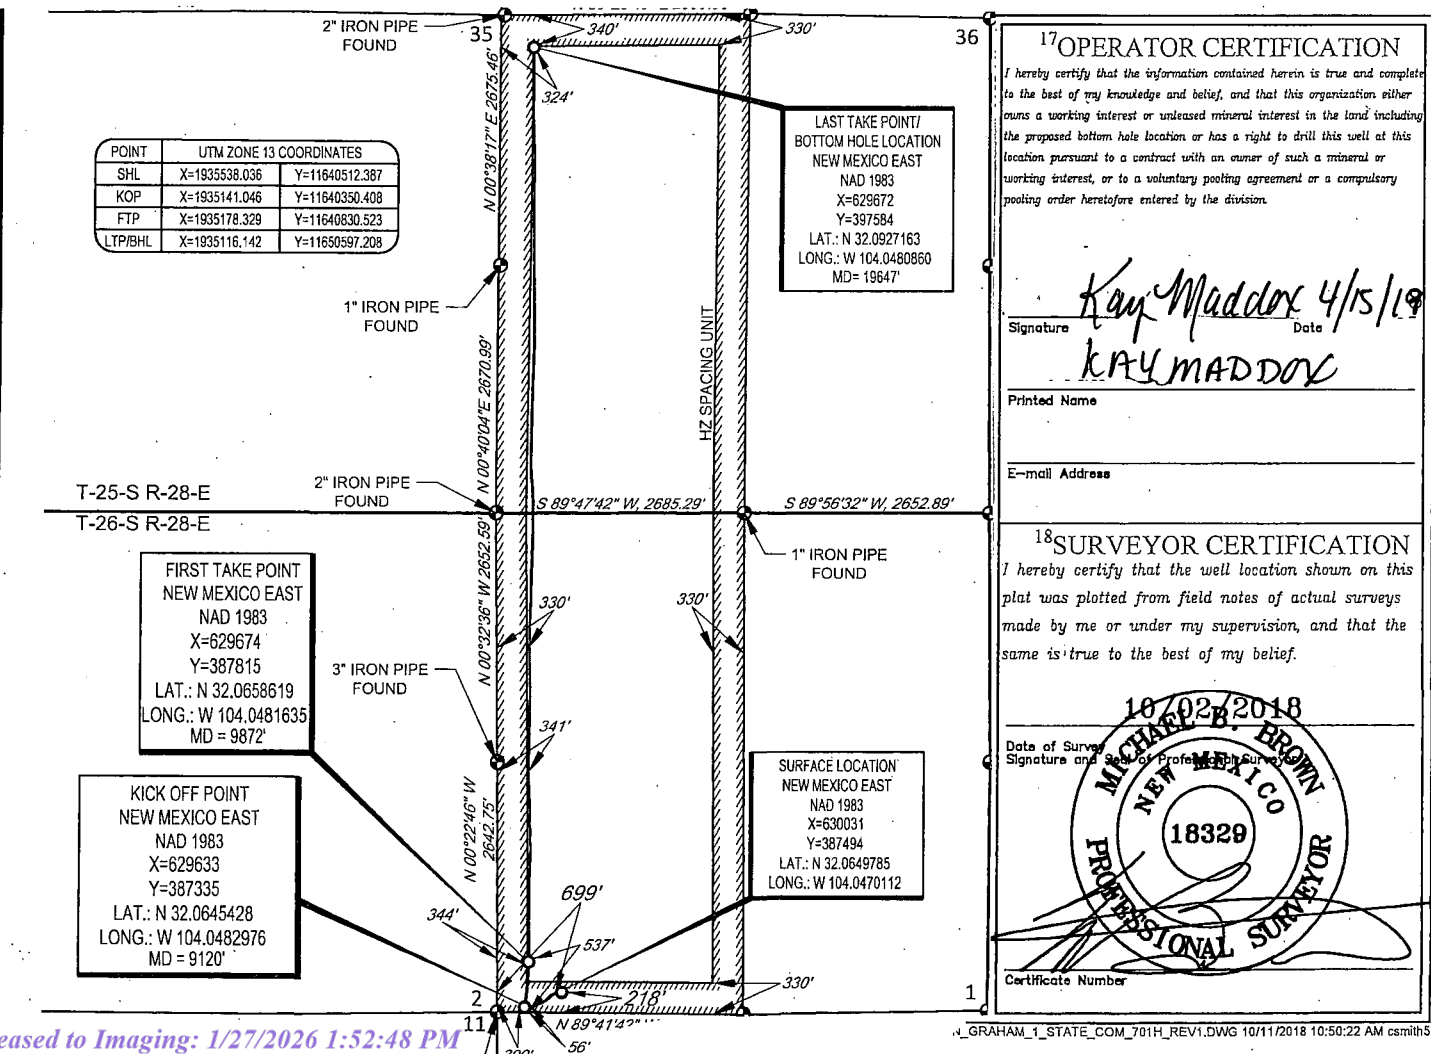 2" IRON PIPE
FOUND
35
340'
330'
36
324'
N 00°38'17" E 2675.46'
POINT UTM ZONE 13 COORDINATES
SHL X=1935538.036 Y=11640512.387
KOP X=1935141.046 Y=11640350.408
FTP X=1935178.329 Y=11640830.523
LTP/BHL X=1935116.142 Y=11650597.208
LAST TAKE POINT/
BOTTOM HOLE LOCATION
NEW MEXICO EAST
NAD 1983
X=629672
Y=397584
LAT.: N 32.0927163
LONG.: W 104.0480860
MD= 19647'
1" IRON PIPE
FOUND
N 00°40'04"E 2670.99'
HZ SPACING UNIT
T-25-S R-28-E
T-26-S R-28-E
2" IRON PIPE
FOUND
S 89°47'42" W, 2685.29'
S 89°56'32" W, 2652.89'
1" IRON PIPE
FOUND
N 00°32'36" W 2652.59'
FIRST TAKE POINT
NEW MEXICO EAST
NAD 1983
X=629674
Y=387815
LAT.: N 32.0658619
LONG.: W 104.0481635
MD = 9872'
330'
330'
3" IRON PIPE
FOUND
341'
N 00°22'46" W
2642.75'
KICK OFF POINT
NEW MEXICO EAST
NAD 1983
X=629633
Y=387335
LAT.: N 32.0645428
LONG.: W 104.0482976
MD = 9120'
SURFACE LOCATION
NEW MEXICO EAST
NAD 1983
X=630031
Y=387494
LAT.: N 32.0649785
LONG.: W 104.0470112
699'
344'
537'
330'
218'
2
11
1
N 89°41'42"
56'
17OPERATOR CERTIFICATION
I hereby certify that the information contained herein is true and complete
to the best of my knowledge and belief, and that this organization either
owns a working interest or unleased mineral interest in the land including
the proposed bottom hole location or has a right to drill this well at this
location pursuant to a contract with an owner of such a mineral or
working interest, or to a voluntary pooling agreement or a compulsory
pooling order heretofore entered by the division.
Kay Maddox 4/15/19
Signature Date
KAY MADDOX
Printed Name
E-mail Address
18SURVEYOR CERTIFICATION
I hereby certify that the well location shown on this
plat was plotted from field notes of actual surveys
made by me or under my supervision, and that the
same is true to the best of my belief.
10/02/2018
Date of Survey
Signature and Seal of Professional Surveyor
MICHAEL B. BROWN
NEW MEXICO
18329
PROFESSIONAL SURVEYOR
Certificate Number
_GRAHAM_1_STATE_COM_701H_REV1.DWG 10/11/2018 10:50:22 AM csmith5
eased to Imaging: 1/27/2026 1:52:48 PM